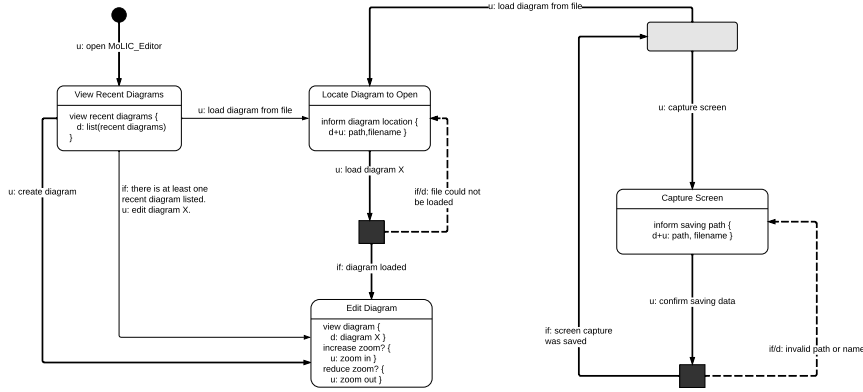 u: load diagram from file
u: open MoLIC_Editor
View Recent Diagrams
view recent diagrams {
d: list(recent diagrams)
}
u: load diagram from file
Locate Diagram to Open
inform diagram location {
d+u: path,filename }
u: capture screen
u: load diagram X
if/d: file could not
be loaded
u: create diagram
if: there is at least one
recent diagram listed.
u: edit diagram X.
Capture Screen
inform saving path {
d+u: path, filename }
if: diagram loaded
u: confirm saving data
Edit Diagram
view diagram {
d: diagram X }
increase zoom? {
u: zoom in }
reduce zoom? {
u: zoom out }
if: screen capture
was saved
if/d: invalid path or name